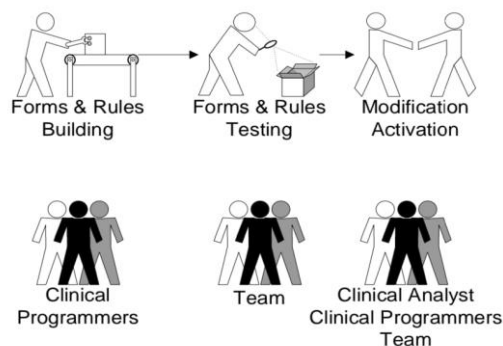 Forms & Rules
Building
Forms & Rules
Testing
Modification
Activation
Clinical
Programmers
Team
Clinical Analyst
Clinical Programmers
Team